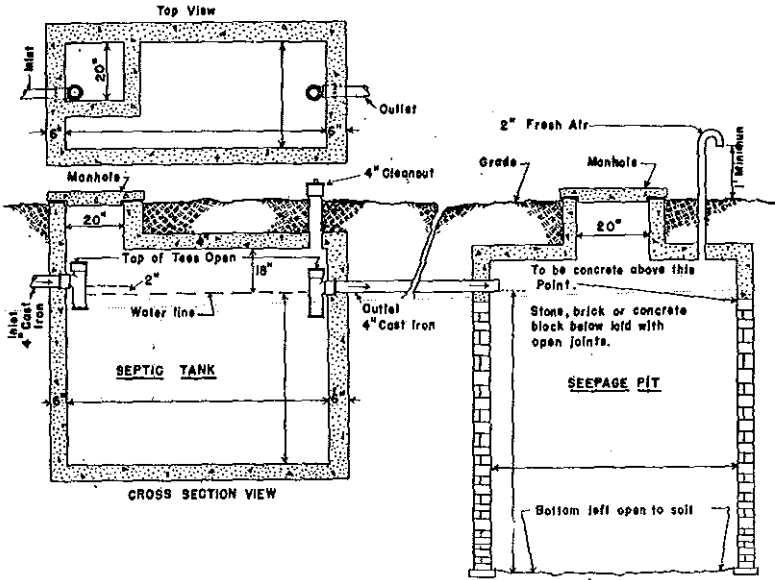 Top View
Inlet
20"
Outlet
6"
6"
2" Fresh Air
1' Minimum
Manhole
4" Cleanout
Grade
Manhole
20"
20"
4"
Top of Tees Open
18"
2"
Water line
Inlet
4" Cast Iron
Outlet
4" Cast Iron
To be concrete above this
Point.
Stone, brick or concrete
block below laid with
open joints.
SEPTIC TANK
SEEPAGE PIT
6"
6"
Bottom left open to soil
CROSS SECTION VIEW